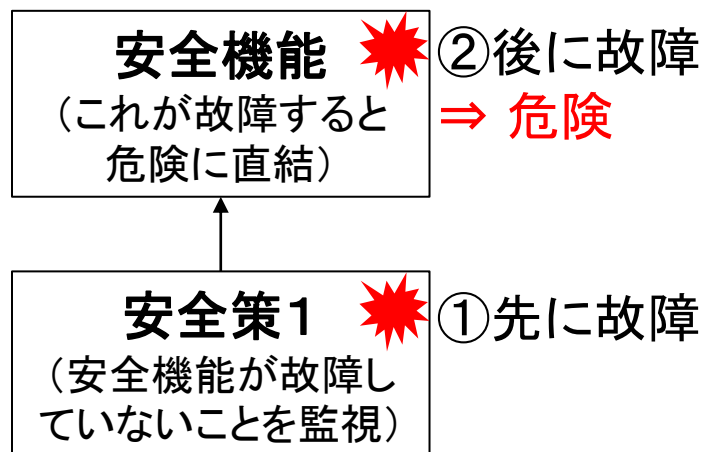 安全機能
（これが故障すると
危険に直結）
②後に故障
⇒ 危険
安全策１
（安全機能が故障し
ていないことを監視）
①先に故障